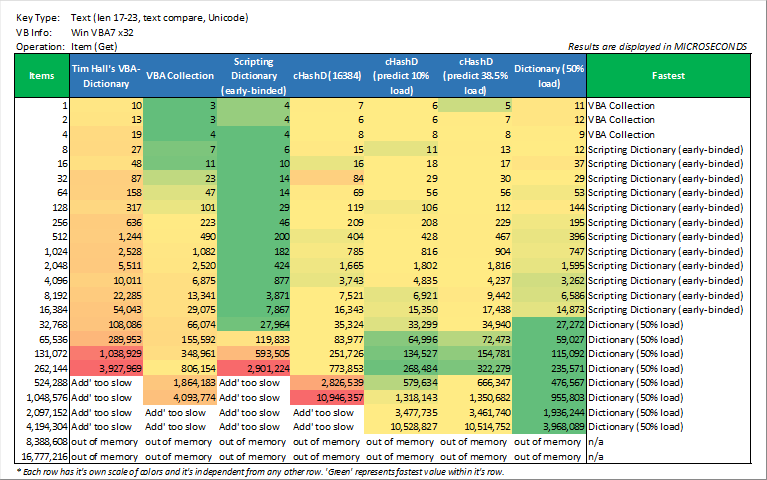 Key Type: Text (len 17-23, text compare, Unicode)
VB Info: Win VBA7 x32
Operation: Item (Get)
Results are displayed in MICROSECONDS
Items Tim Hall's VBA-Dictionary VBA Collection Scripting Dictionary (early-binded) cHashD (16384) cHashD (predict 10% load) cHashD (predict 38.5% load) Dictionary (50% load) Fastest
1 10 3 4 7 6 5 11 VBA Collection
2 13 3 4 6 6 7 12 VBA Collection
4 19 4 4 8 8 8 9 VBA Collection
8 27 7 6 15 11 13 12 Scripting Dictionary (early-binded)
16 48 11 10 16 18 17 37 Scripting Dictionary (early-binded)
32 87 23 14 84 29 30 29 Scripting Dictionary (early-binded)
64 158 47 14 69 56 56 53 Scripting Dictionary (early-binded)
128 317 101 29 119 106 112 144 Scripting Dictionary (early-binded)
256 636 223 46 209 208 229 195 Scripting Dictionary (early-binded)
512 1,244 490 200 404 428 467 396 Scripting Dictionary (early-binded)
1,024 2,528 1,082 182 785 816 904 747 Scripting Dictionary (early-binded)
2,048 5,511 2,520 424 1,665 1,802 1,816 1,595 Scripting Dictionary (early-binded)
4,096 10,011 6,875 877 3,743 4,835 4,237 3,262 Scripting Dictionary (early-binded)
8,192 22,285 13,341 3,871 7,521 6,921 9,442 6,586 Scripting Dictionary (early-binded)
16,384 54,043 29,075 7,867 16,343 15,350 17,438 14,873 Scripting Dictionary (early-binded)
32,768 108,086 66,074 27,964 35,324 33,299 34,940 27,272 Dictionary (50% load)
65,536 289,953 155,592 119,833 83,977 64,996 72,473 59,027 Dictionary (50% load)
131,072 1,038,929 348,961 593,505 251,726 134,527 154,781 115,092 Dictionary (50% load)
262,144 3,927,969 806,154 2,901,224 773,853 268,484 322,279 235,571 Dictionary (50% load)
524,288 Add' too slow 1,864,183 Add' too slow 2,826,539 579,634 666,347 476,567 Dictionary (50% load)
1,048,576 Add' too slow 4,093,774 Add' too slow 10,946,357 1,318,143 1,350,682 955,803 Dictionary (50% load)
2,097,152 Add' too slow Add' too slow Add' too slow Add' too slow 3,477,735 3,461,740 1,936,244 Dictionary (50% load)
4,194,304 Add' too slow Add' too slow Add' too slow Add' too slow 10,528,827 10,514,752 3,968,089 Dictionary (50% load)
8,388,608 out of memory out of memory out of memory out of memory out of memory out of memory out of memory n/a
16,777,216 out of memory out of memory out of memory out of memory out of memory out of memory out of memory n/a
* Each row has it's own scale of colors and it's independent from any other row. 'Green' represents fastest value within it's row.